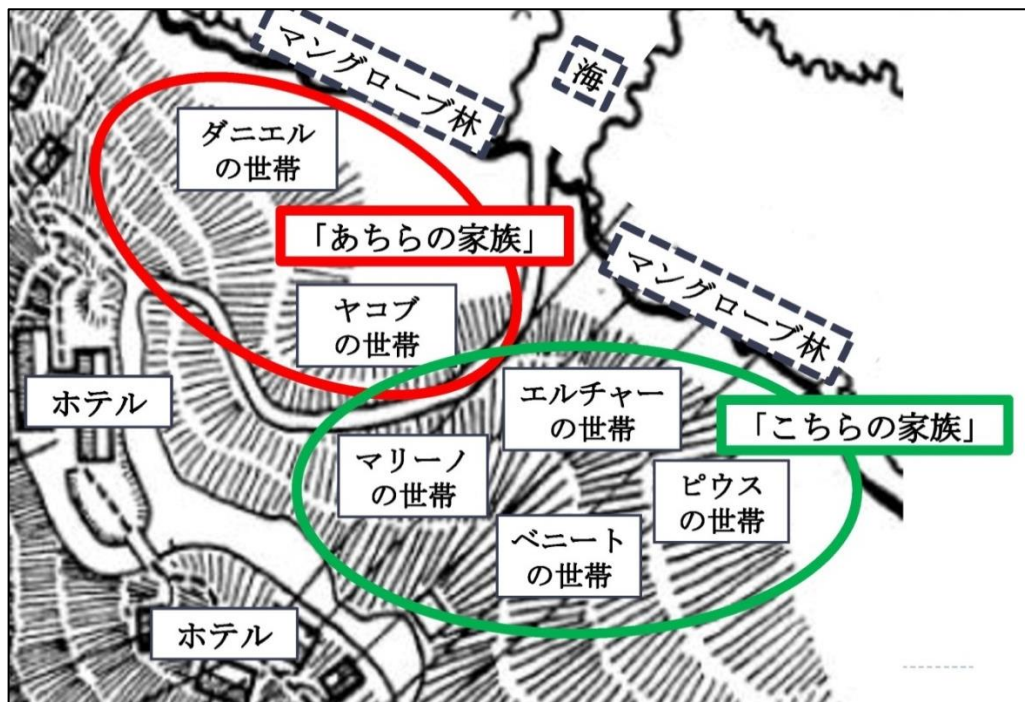 マングローブ林
海
ダニエル
の世帯
「あちらの家族」
マングローブ林
ヤコブ
の世帯
ホテル
エルチャー
の世帯
「こちらの家族」
マリーノ
の世帯
ピウス
の世帯
ベニート
の世帯
ホテル